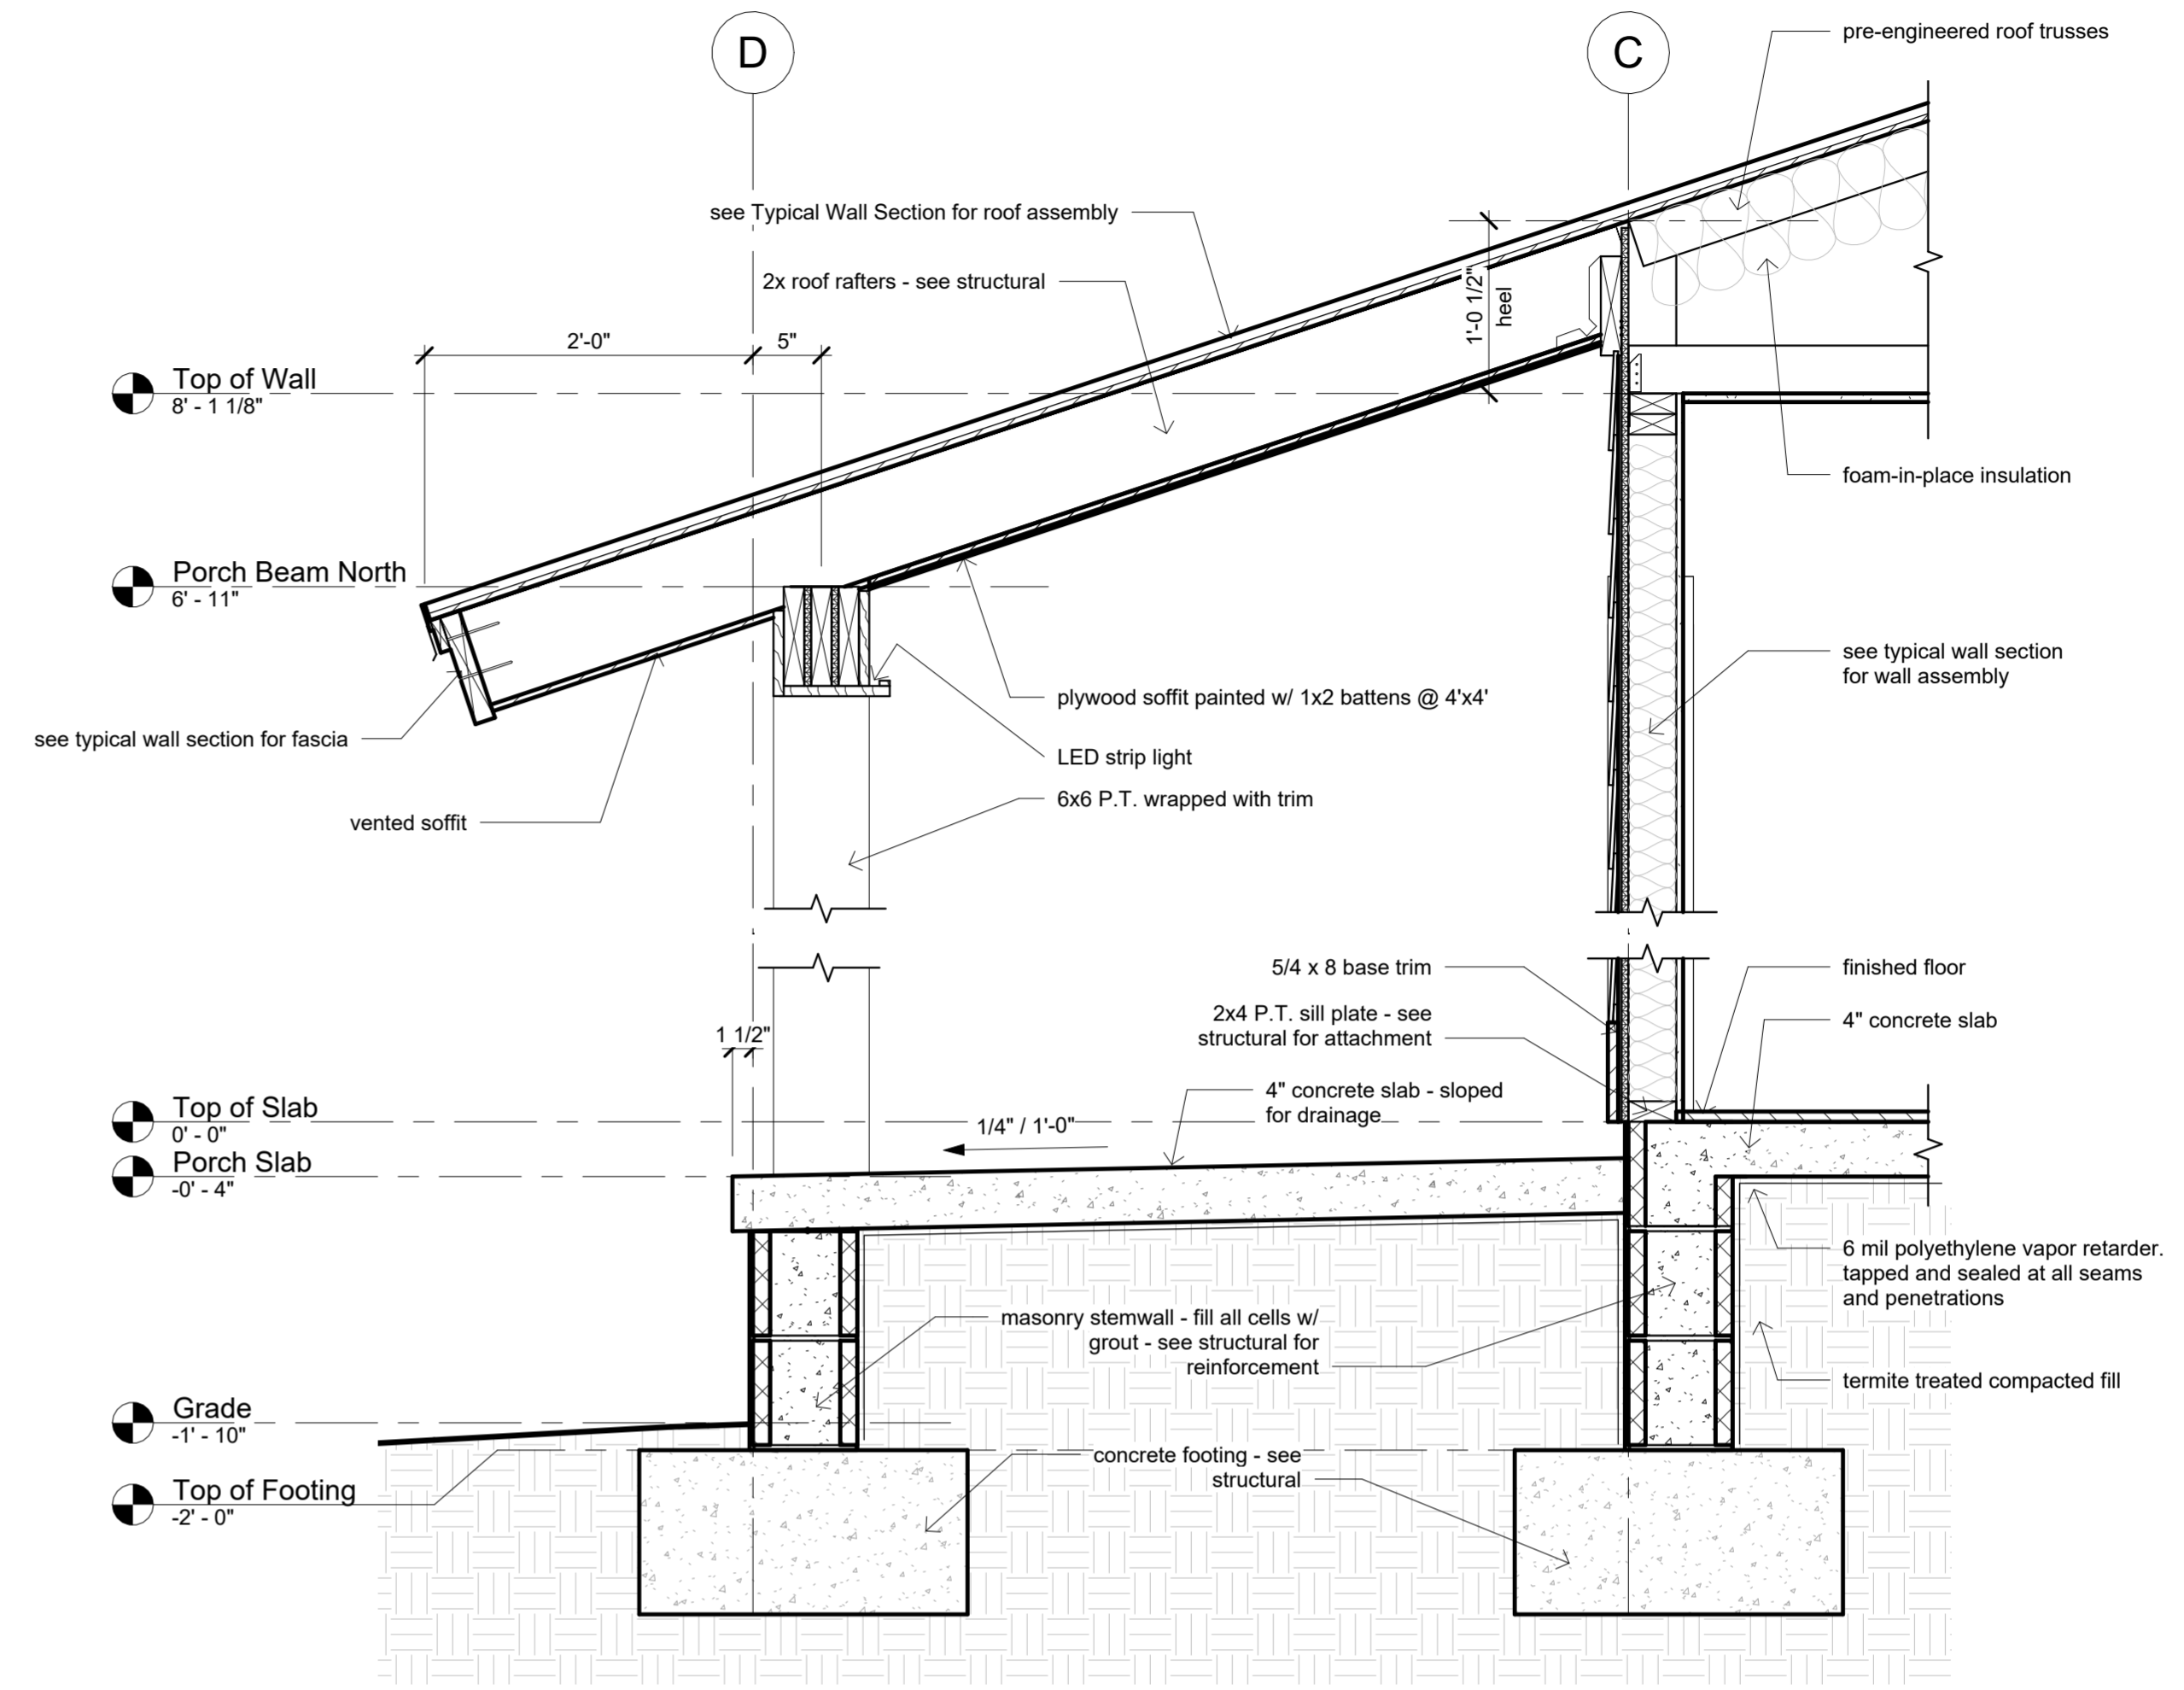 D
C
pre-engineered roof trusses
see Typical Wall Section for roof assembly
2x roof rafters - see structural
1'-0 1/2"
heel
2'-0"
5"
Top of Wall
8' - 1 1/8"
foam-in-place insulation
Porch Beam North
6' - 11"
see typical wall section
for wall assembly
plywood soffit painted w/ 1x2 battens @ 4'x4'
see typical wall section for fascia
LED strip light
6x6 P.T. wrapped with trim
vented soffit
5/4 x 8 base trim
finished floor
2x4 P.T. sill plate - see
structural for attachment
4" concrete slab
1 1/2"
4" concrete slab - sloped
for drainage
Top of Slab
0' - 0"
1/4" / 1'-0"
Porch Slab
-0' - 4"
6 mil polyethylene vapor retarder.
tapped and sealed at all seams
and penetrations
masonry stemwall - fill all cells w/
grout - see structural for
reinforcement
termite treated compacted fill
Grade
-1' - 10"
concrete footing - see
structural
Top of Footing
-2' - 0"